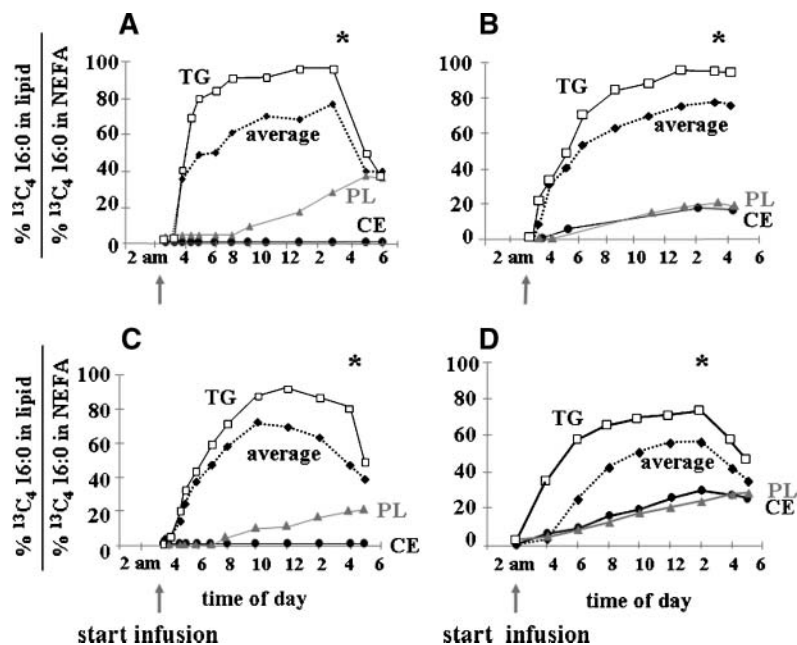 A
B
% ¹³C₄ 16:0 in lipid
% ¹³C₄ 16:0 in NEFA
100
80
60
40
20
0
TG
average
PL
CE
*
2 am 4 6 8 10 12 2 4 6
100
80
60
40
20
0
TG
average
PL
CE
*
2 am 4 6 8 10 12 2 4 6
C
D
% ¹³C₄ 16:0 in lipid
% ¹³C₄ 16:0 in NEFA
100
80
60
40
20
0
TG
average
PL
CE
*
2 am 4 6 8 10 12 2 4 6
time of day
start infusion
100
80
60
40
20
0
TG
average
PL
CE
*
2 am 4 6 8 10 12 2 4 6
time of day
start infusion